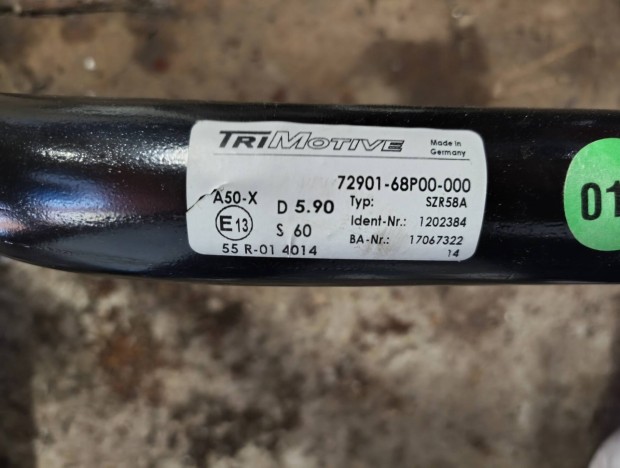 TRIMOTIVE
Made in
Germany
72901-68P00-000
A50-X
Typ: SZR58A
D 5.90
E13
Ident-Nr.: 1202384
S 60
BA-Nr.: 17067322
55 R-01 4014
14
01